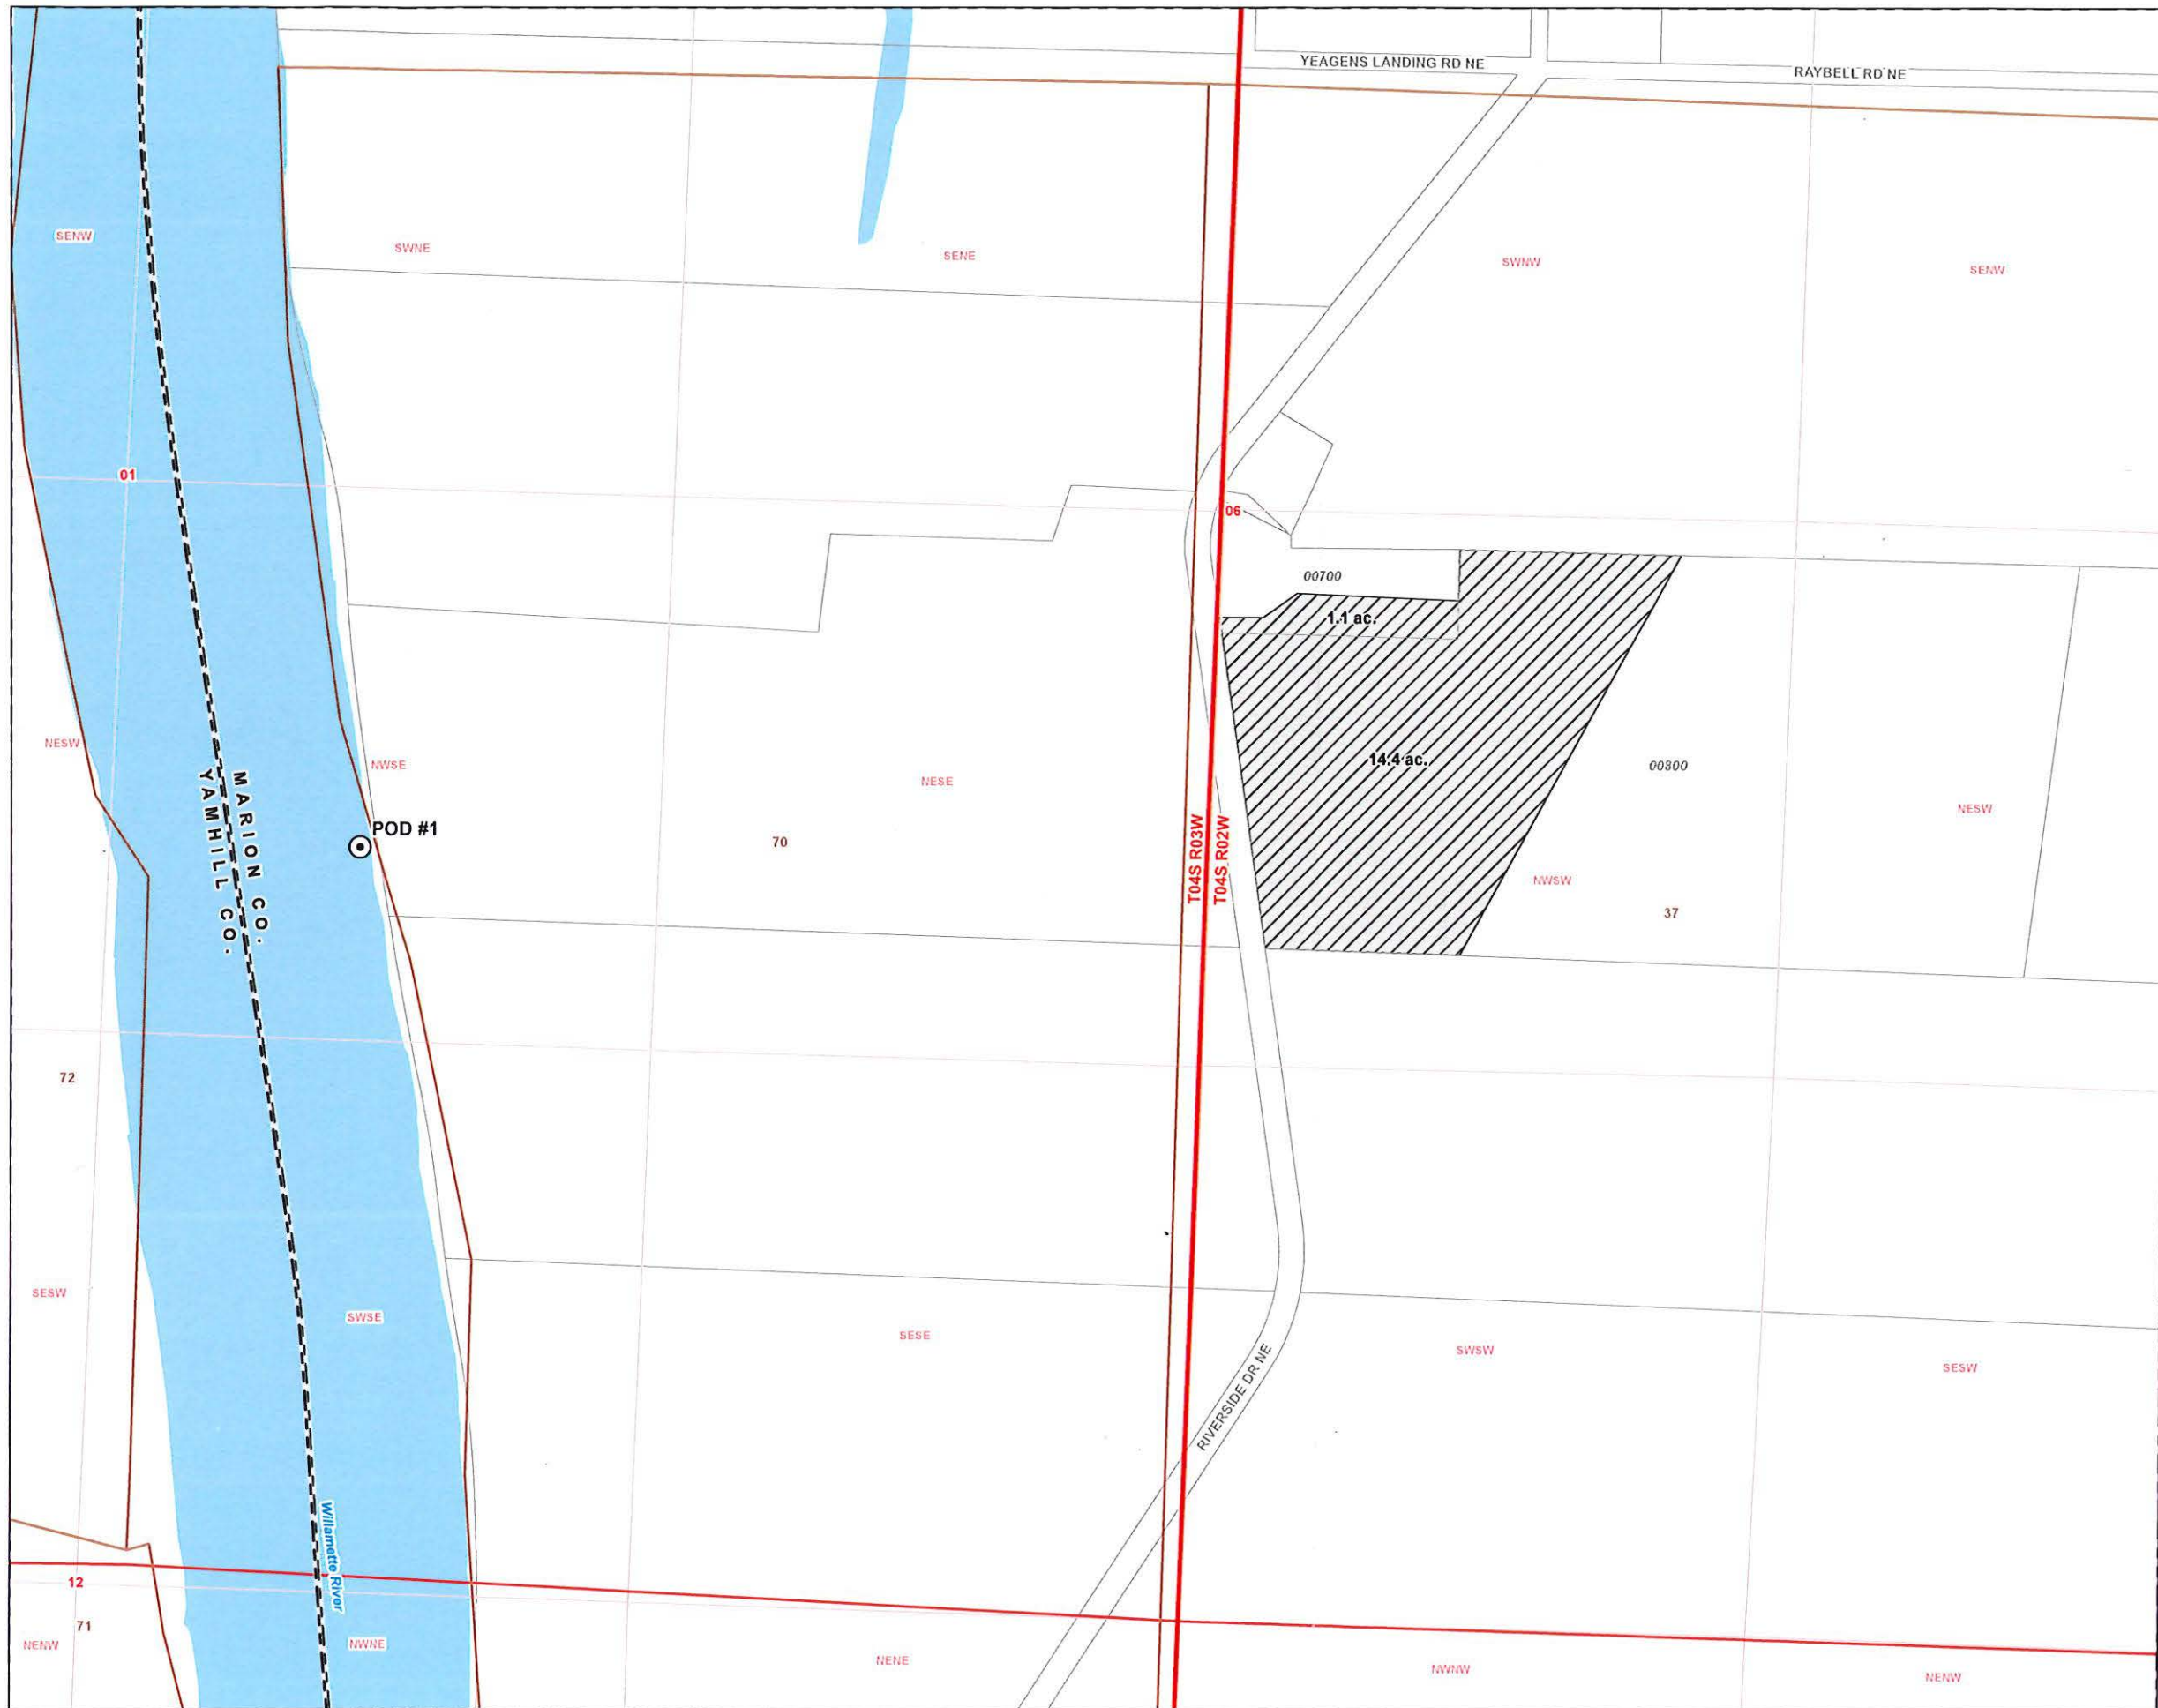 YEAGENS LANDING RD NE
RAYBELL RD NE
SENW
SWNE
SENE
SWNW
SENW
01
06
00700
1.1 ac.
NESW
NWSE
NESE
14.4 ac.
00800
NESW
MARION CO.
YAMHILL CO.
POD #1
70
T04S R03W
T04S R02W
NWSW
37
72
SESW
SWSE
SESE
SWSW
SESW
RIVERSIDE DR NE
Willamette River
12
71
NENW
NWNE
NENE
NWNW
NENW